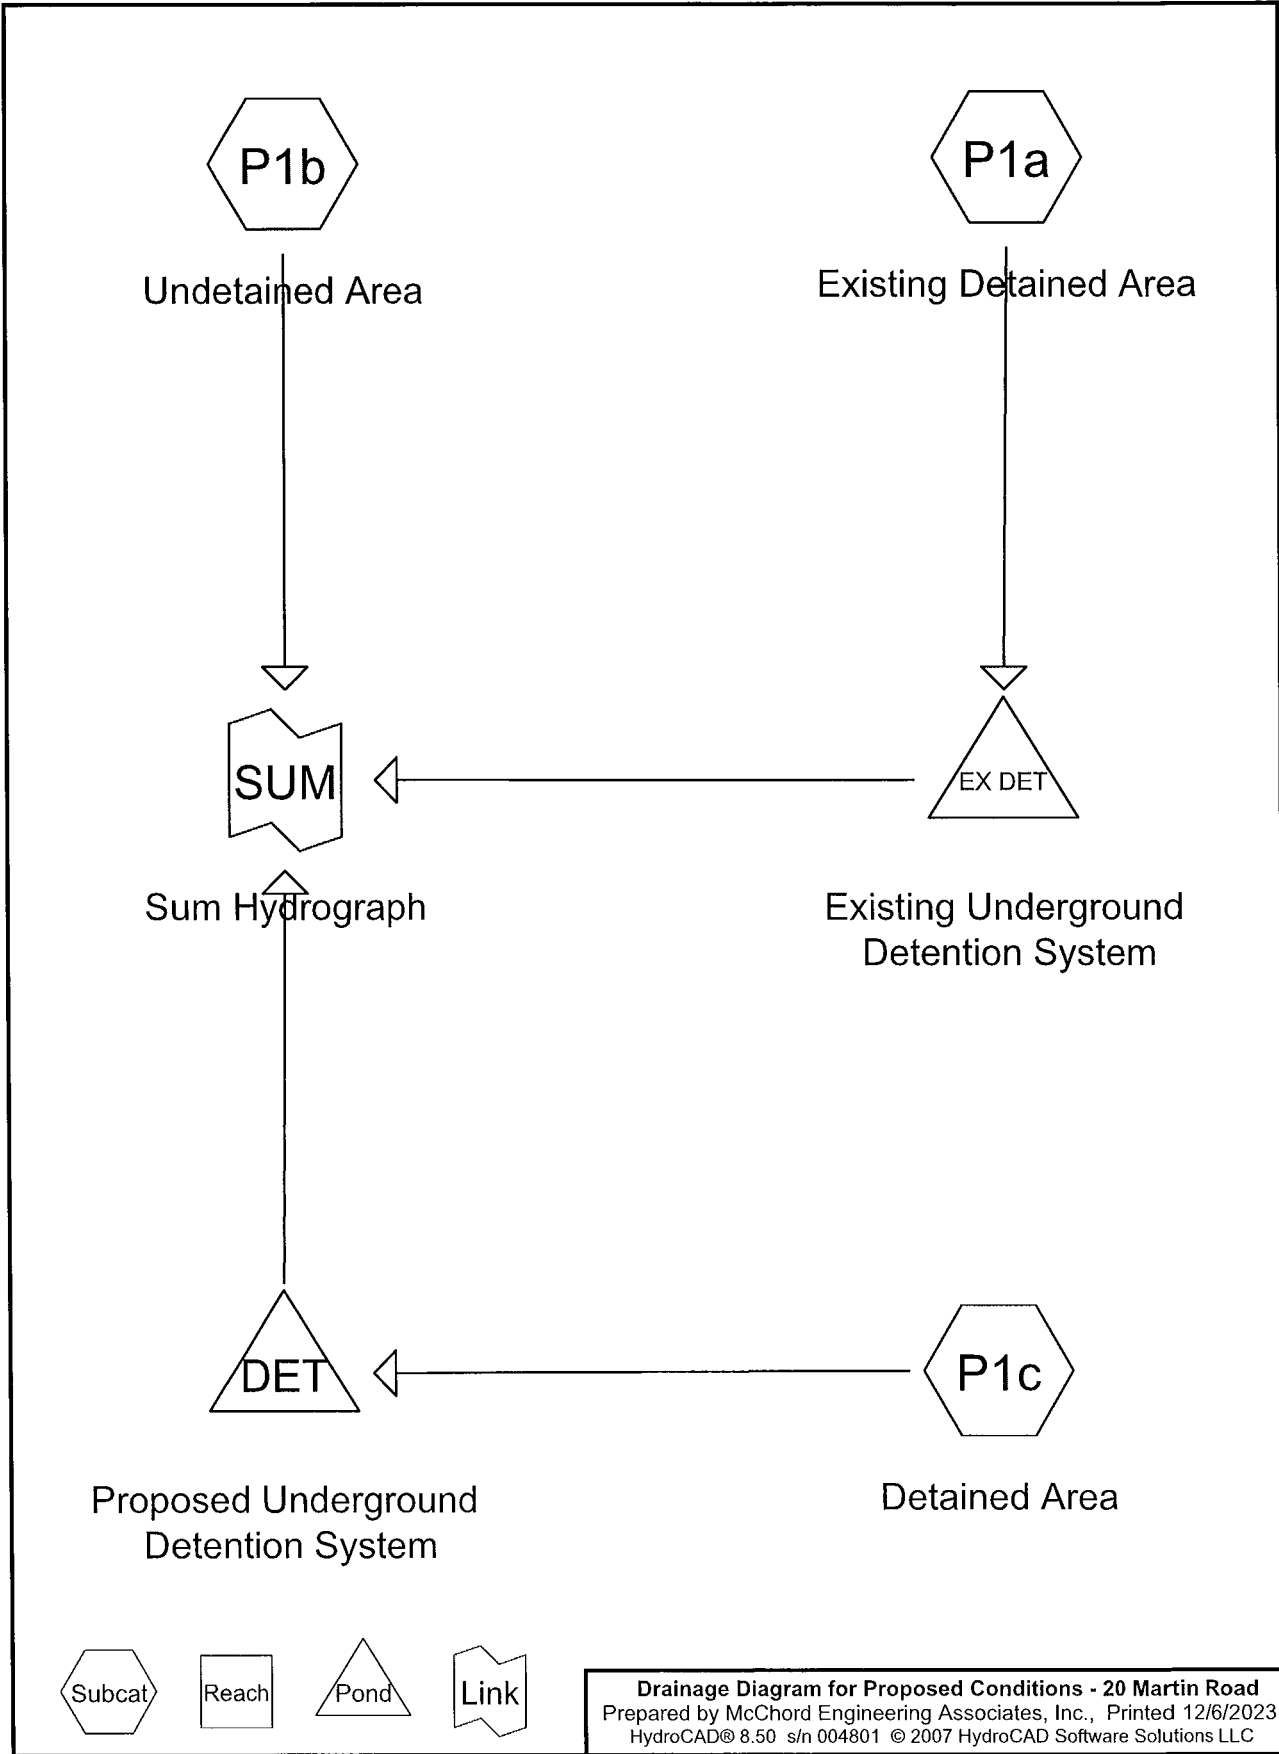 P1b
P1a
Undetained Area
Existing Detained Area
SUM
EX DET
Sum Hydrograph
Existing Underground
Detention System
DET
P1c
Proposed Underground
Detention System
Detained Area
Subcat
Reach
Pond
Link
Drainage Diagram for Proposed Conditions - 20 Martin Road
Prepared by McChord Engineering Associates, Inc., Printed 12/6/2023
HydroCAD® 8.50 s/n 004801 © 2007 HydroCAD Software Solutions LLC